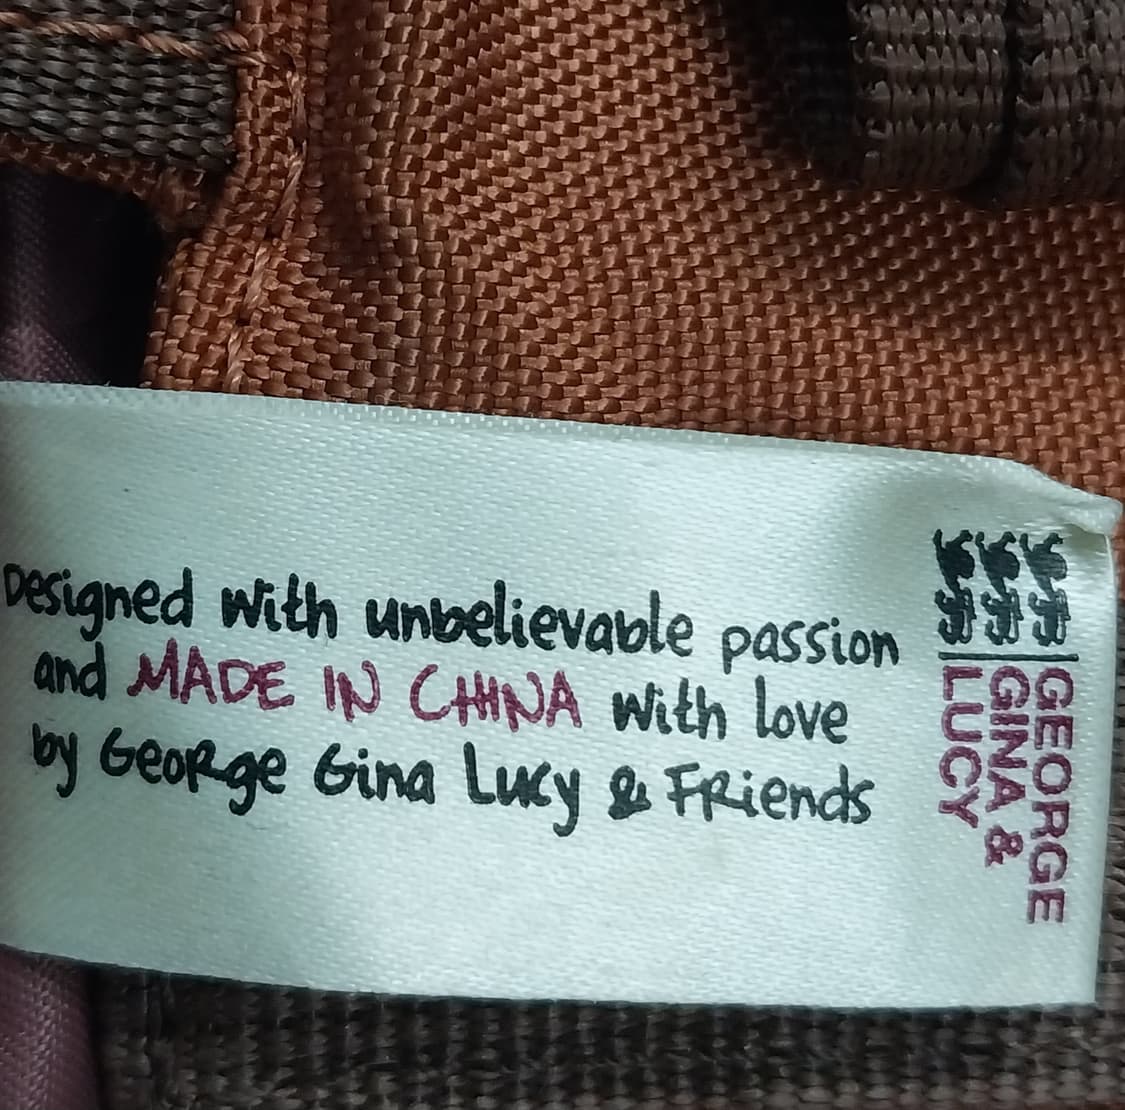 Designed with unbelievable passion
and MADE IN CHINA with love
by George Gina Lucy & Friends
GEORGE
GINA &
LUCY